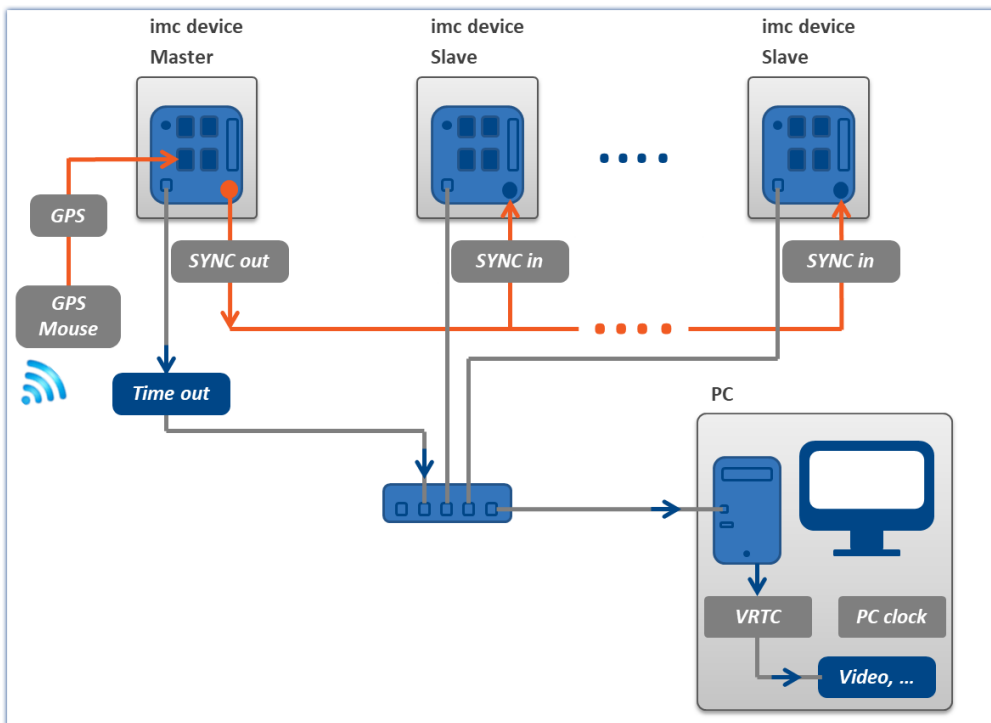 imc device
Master
imc device
Slave
imc device
Slave
GPS
SYNC out
SYNC in
SYNC in
GPS
Mouse
Time out
PC
VRTC
PC clock
Video, ...